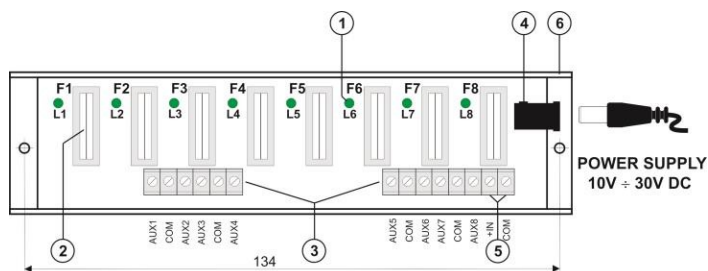 1 4 6
F1 F2 F3 F4 F5 F6 F7 F8
L1 L2 L3 L4 L5 L6 L7 L8
POWER SUPPLY
10V ÷ 30V DC
AUX1 COM AUX2 AUX3 COM AUX4
AUX5 COM AUX6 AUX7 COM AUX8 +IN COM
2 3 5
134